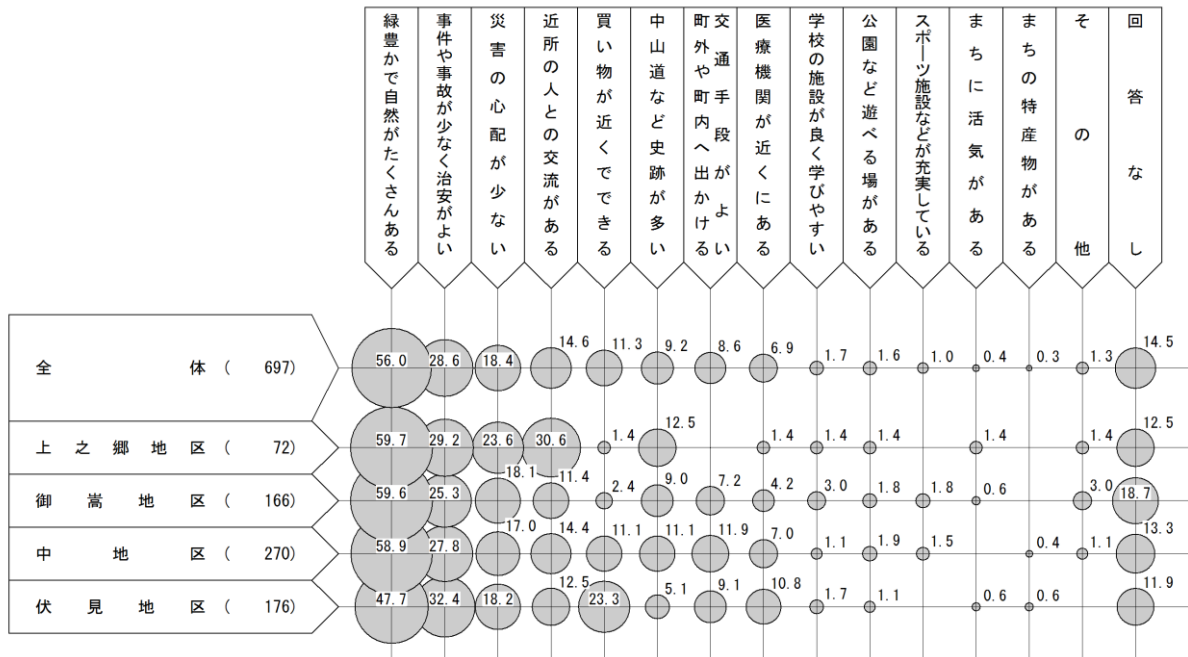 緑豊かで自然がたくさんある
事件や事故が少なく治安がよい
災害の心配が少ない
近所の人との交流がある
買い物が近くでできる
中山道など史跡が多い
交通手段がよい
町外や町内へ出かける
医療機関が近くにある
学校の施設が良く学びやすい
公園など遊べる場がある
スポーツ施設などが充実している
まちに活気がある
まちの特産物がある
その他
回答なし
全体（ 697)
56.0 28.6 18.4 14.6 11.3 9.2 8.6 6.9 1.7 1.6 1.0 0.4 0.3 1.3 14.5
上之郷地区（ 72)
59.7 29.2 23.6 30.6 1.4 12.5 1.4 1.4 1.4 1.4 1.4 12.5
御嵩地区（ 166)
59.6 25.3 18.1 11.4 2.4 9.0 7.2 4.2 3.0 1.8 1.8 0.6 3.0 18.7
中地区（ 270)
58.9 27.8 17.0 14.4 11.1 11.1 11.9 7.0 1.1 1.9 1.5 0.4 1.1 13.3
伏見地区（ 176)
47.7 32.4 18.2 12.5 23.3 5.1 9.1 10.8 1.7 1.1 0.6 0.6 11.9